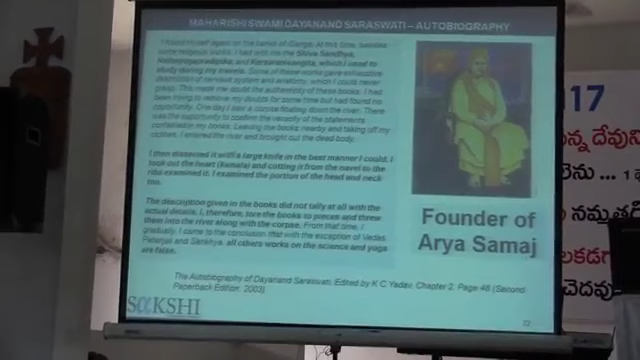 MAHARISHI SWAMI DAYANAND SARASWATI – AUTOBIOGRAPHY
I found myself again on the banks of Ganga. At this time, besides
some religious works, I had with me the Shiva Sandhya,
Hathayogapradipika, and Kesaranisangita, which I used to
study during my travels. Some of these works gave exhaustive
description of nervous system and anatomy, which I could never
grasp. This made me doubt the authenticity of these books. I had
been trying to remove my doubts for some time but had found no
opportunity. One day I saw a corpse floating down the river. There
was the opportunity to confirm the veracity of the statements
contained in my books. Leaving my books nearby and taking off my
clothes, I entered the river and brought out the dead body.
I then dissected it with a large knife in the best manner I could. I
took out the heart (kamala) and cutting it from the navel to the
ribs examined it. I examined the portion of the head and neck
too.
The description given in the books did not tally at all with the
actual details. I, therefore, tore the books to pieces and threw
them into the river along with the corpse. From that time, I
gradually, I came to the conclusion that with the exception of Vedas,
Patanjali and Sankhya, all others works on the science and yoga
are false.
Founder of
Arya Samaj
The Autobiography of Dayanand Saraswati, Edited by K C Yadav, Chapter 2, Page 46 (Second
Paperback Edition: 2003)
SαKSHI
22
17
న్న దేవుని
లెను ... 1
నమ్మత
లకడగా
చెదవు